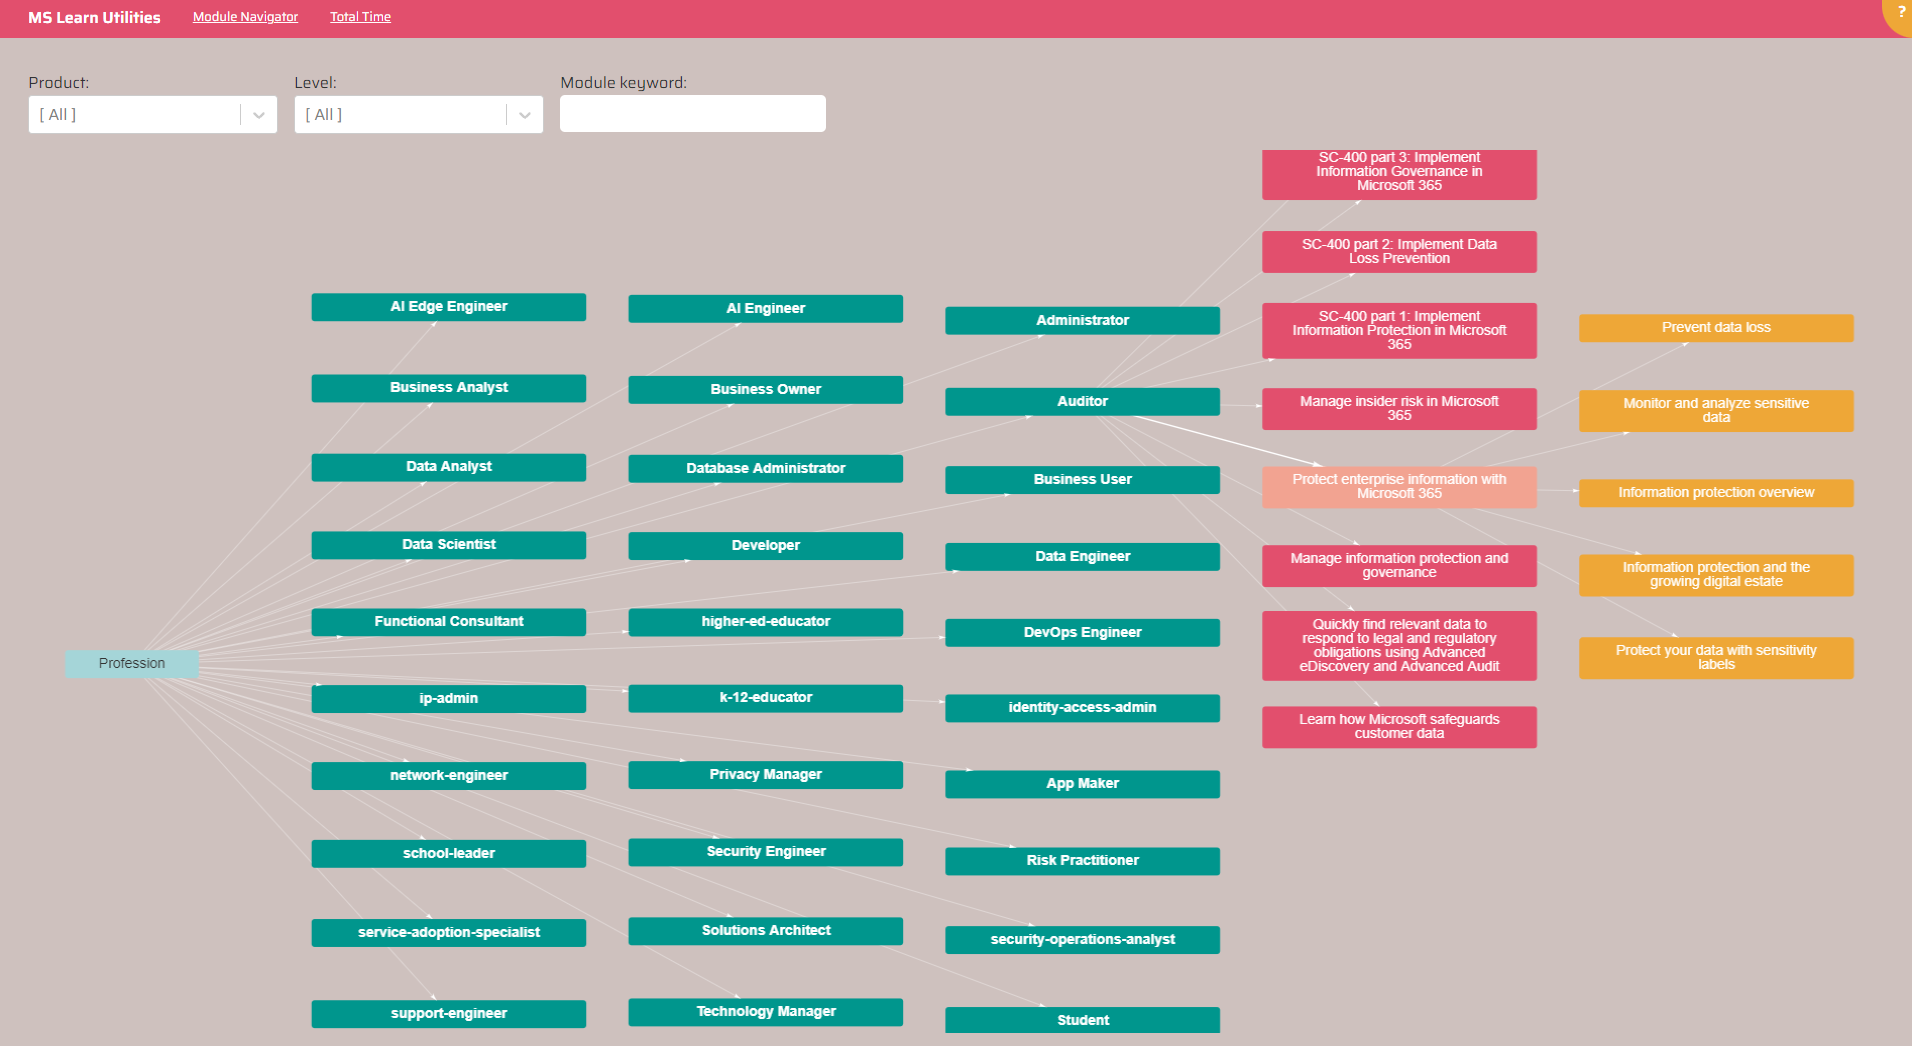 MS Learn Utilities
Module Navigator
Total Time
?
Product:
Level:
Module keyword:
[ All ]
[ All ]
Profession
AI Edge Engineer
Business Analyst
Data Analyst
Data Scientist
Functional Consultant
ip-admin
network-engineer
school-leader
service-adoption-specialist
support-engineer
AI Engineer
Business Owner
Database Administrator
Developer
higher-ed-educator
k-12-educator
Privacy Manager
Security Engineer
Solutions Architect
Technology Manager
Administrator
Auditor
Business User
Data Engineer
DevOps Engineer
identity-access-admin
App Maker
Risk Practitioner
security-operations-analyst
Student
SC-400 part 3: Implement
Information Governance in
Microsoft 365
SC-400 part 2: Implement Data
Loss Prevention
SC-400 part 1: Implement
Information Protection in Microsoft
365
Manage insider risk in Microsoft
365
Protect enterprise information with
Microsoft 365
Manage information protection and
governance
Quickly find relevant data to
respond to legal and regulatory
obligations using Advanced
eDiscovery and Advanced Audit
Learn how Microsoft safeguards
customer data
Prevent data loss
Monitor and analyze sensitive
data
Information protection overview
Information protection and the
growing digital estate
Protect your data with sensitivity
labels